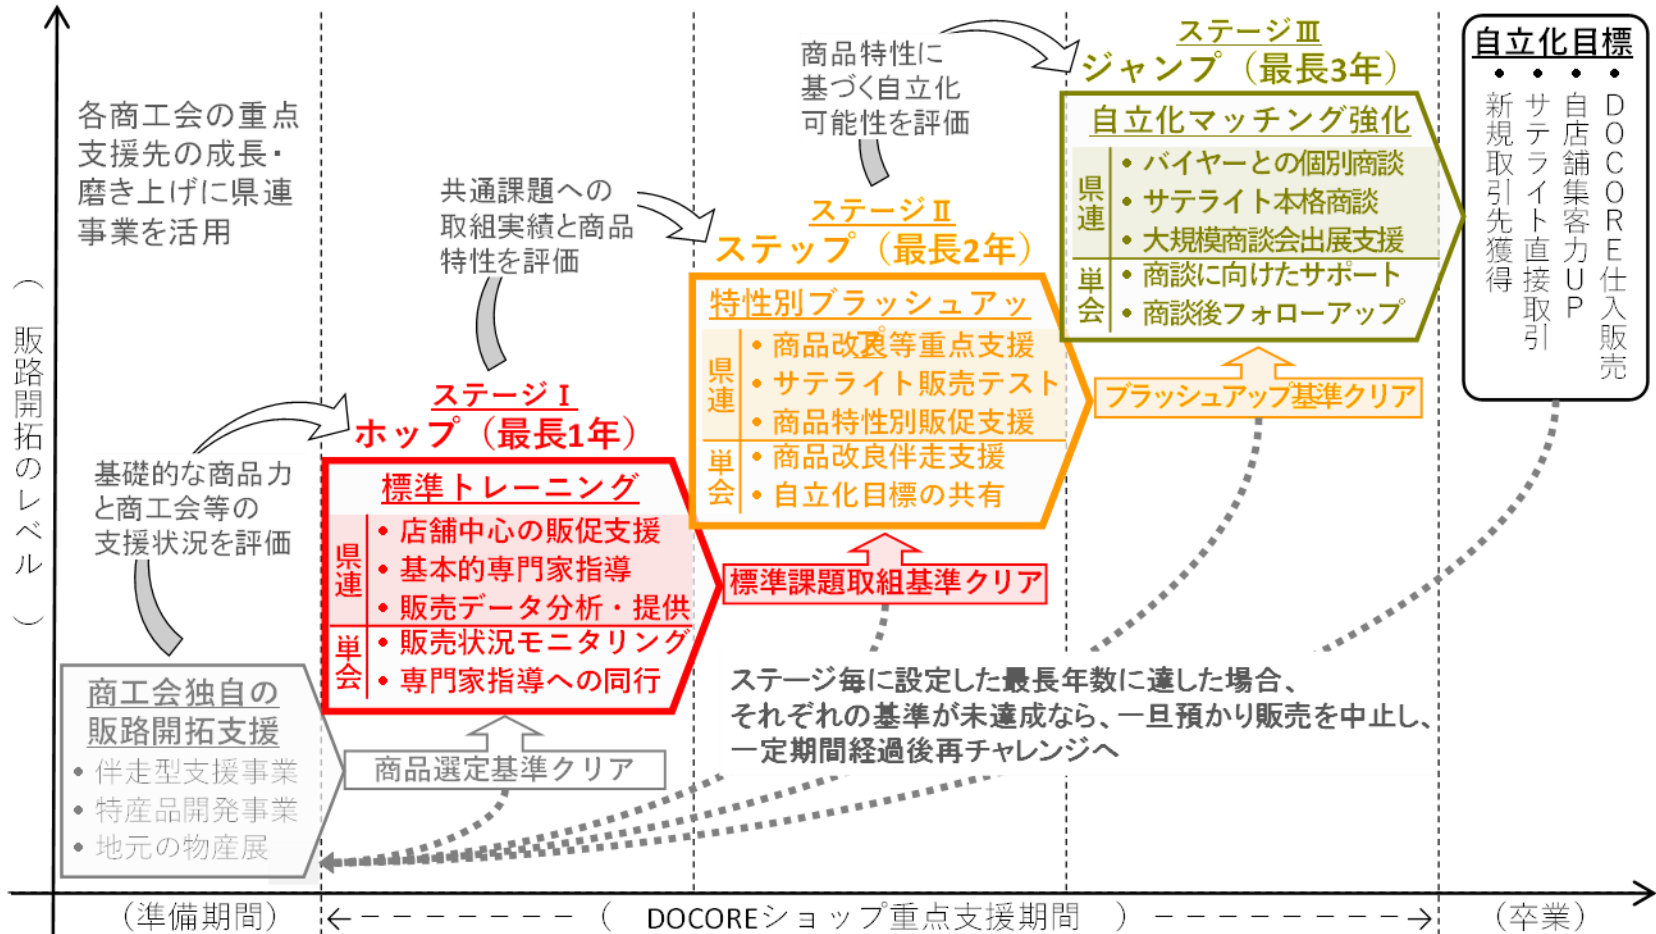 (販路開拓のレベル)
各商工会の重点
支援先の成長・
磨き上げに県連
事業を活用
基礎的な商品力
と商工会等の
支援状況を評価
商工会独自の
販路開拓支援
• 伴走型支援事業
• 特産品開発事業
• 地元の物産展
共通課題への
取組実績と商品
特性を評価
ステージⅠ
ホップ（最長1年）
標準トレーニング
県連
• 店舗中心の販促支援
• 基本的専門家指導
• 販売データ分析・提供
単会
• 販売状況モニタリング
• 専門家指導への同行
商品選定基準クリア
商品特性に
基づく自立化
可能性を評価
ステージⅡ
ステップ（最長2年）
特性別ブラッシュアップ
県連
• 商品改良等重点支援
• サテライト販売テスト
• 商品特性別販促支援
単会
• 商品改良伴走支援
• 自立化目標の共有
標準課題取組基準クリア
ステージⅢ
ジャンプ（最長3年）
自立化マッチング強化
県連
• バイヤーとの個別商談
• サテライト本格商談
• 大規模商談会出展支援
単会
• 商談に向けたサポート
• 商談後フォローアップ
ブラッシュアップ基準クリア
自立化目標
• DOCORE仕入販売
• 自店舗集客力UP
• サテライト直接取引
• 新規取引先獲得
ステージ毎に設定した最長年数に達した場合、
それぞれの基準が未達成なら、一旦預かり販売を中止し、
一定期間経過後再チャレンジへ
(準備期間)
( DOCOREショップ重点支援期間 )
(卒業)